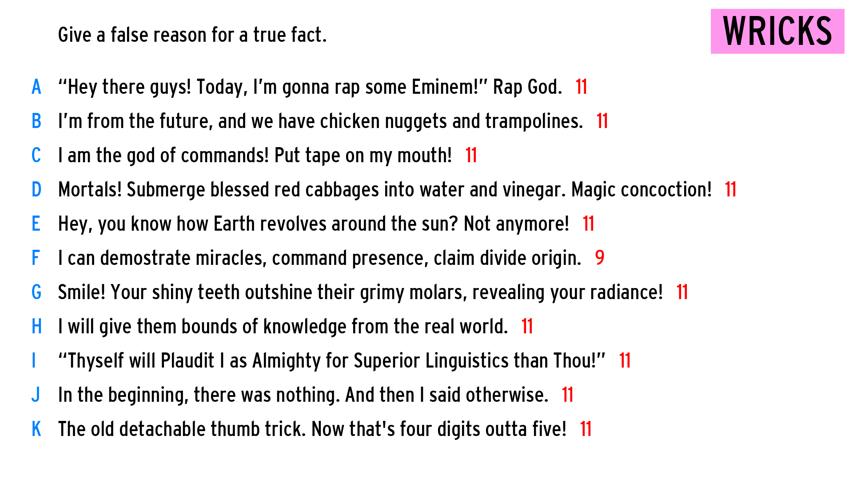 WRICKS
Give a false reason for a true fact.
A "Hey there guys! Today, I'm gonna rap some Eminem!" Rap God. 11
B I'm from the future, and we have chicken nuggets and trampolines. 11
C I am the god of commands! Put tape on my mouth! 11
D Mortals! Submerge blessed red cabbages into water and vinegar. Magic concoction! 11
E Hey, you know how Earth revolves around the sun? Not anymore! 11
F I can demostrate miracles, command presence, claim divide origin. 9
G Smile! Your shiny teeth outshine their grimy molars, revealing your radiance! 11
H I will give them bounds of knowledge from the real world. 11
I "Thyself will Plaudit I as Almighty for Superior Linguistics than Thou!" 11
J In the beginning, there was nothing. And then I said otherwise. 11
K The old detachable thumb trick. Now that's four digits outta five! 11